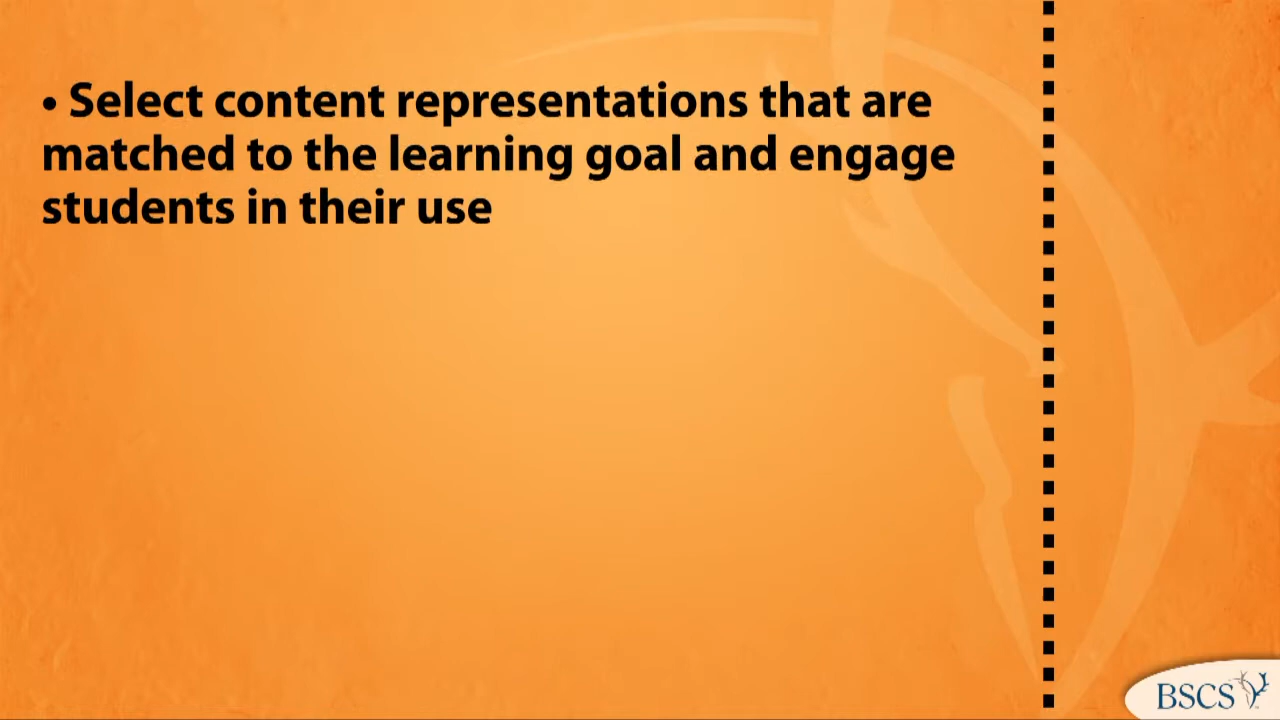 • Select content representations that are
matched to the learning goal and engage
students in their use
BSCS